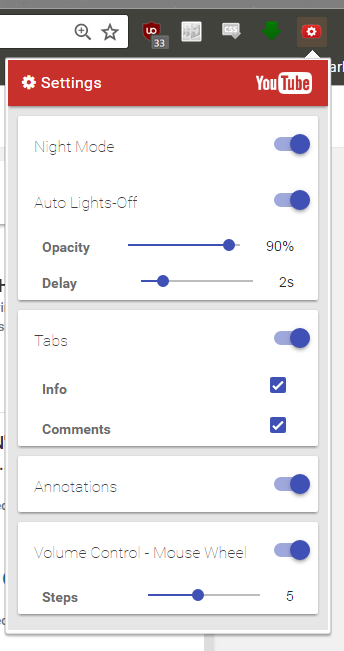 33
CSS
ar
Settings
YouTube
Night Mode
Auto Lights-Off
Opacity 90%
Delay 2s
Tabs
Info
Comments
Annotations
Volume Control - Mouse Wheel
Steps 5